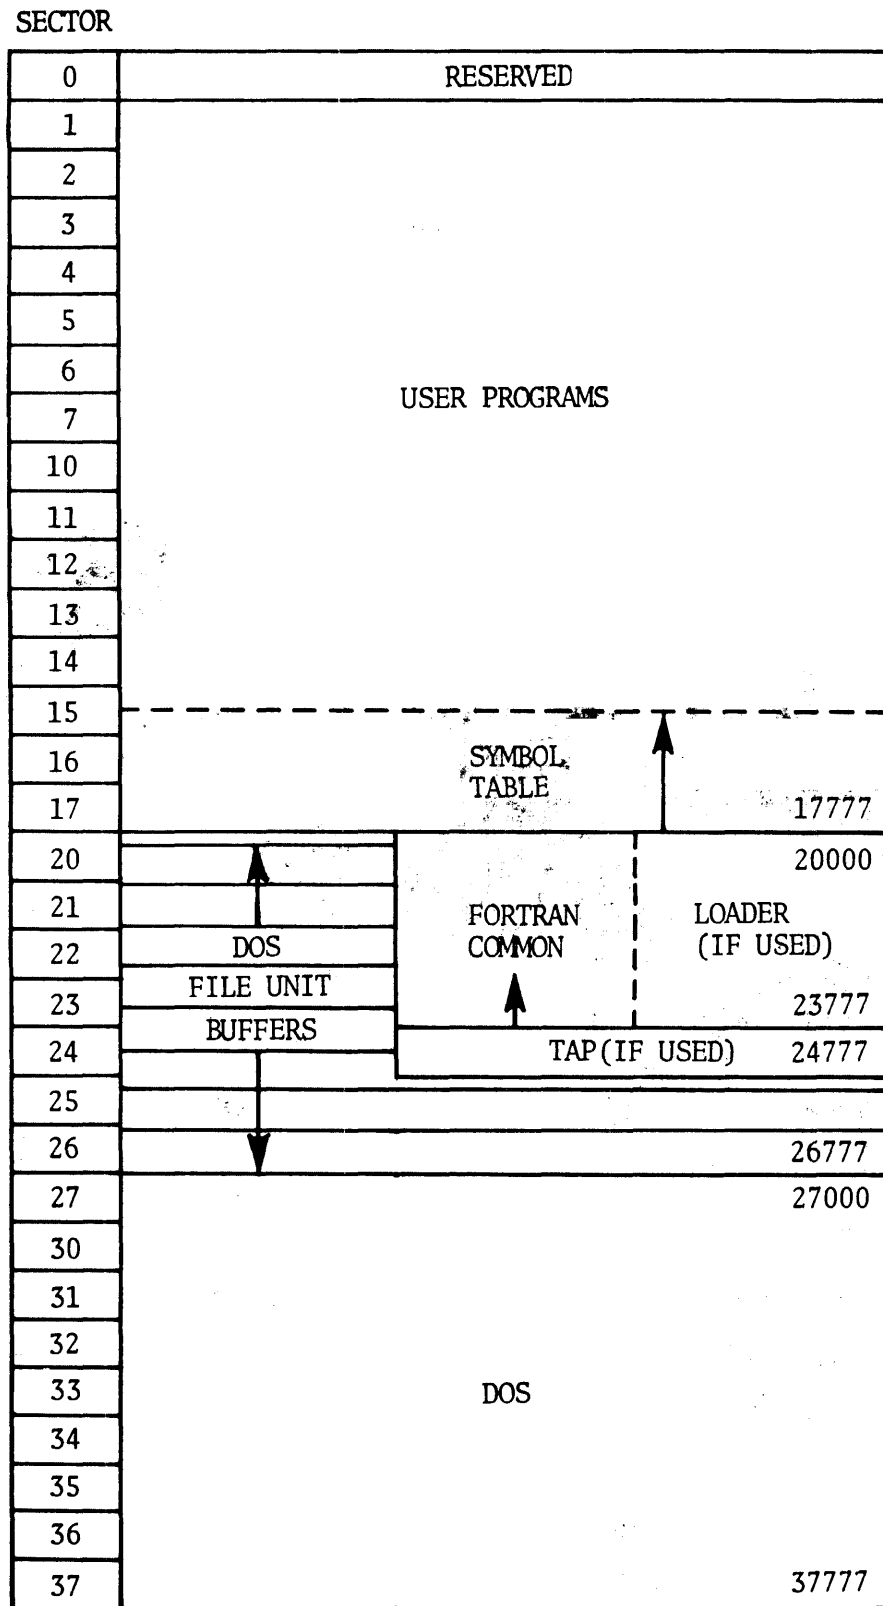 SECTOR
0 RESERVED
1
2
3
4
5
6
USER PROGRAMS
7
10
11
12
13
14
15
16 SYMBOL
TABLE
17 17777
20 20000
21 FORTRAN LOADER
22 DOS COMMON (IF USED)
FILE UNIT
23 23777
BUFFERS
24 TAP(IF USED) 24777
25
26 26777
27 27000
30
31
32
33 DOS
34
35
36
37 37777